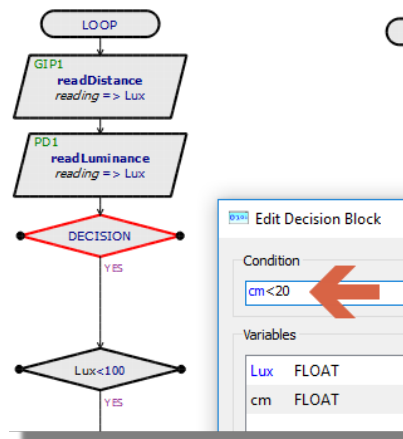 LOOP
GIP1
readDistance
reading => Lux
PD1
readLuminance
reading => Lux
DECISION
YES
Lux<100
YES
Edit Decision Block
Condition
cm<20
Variables
Lux FLOAT
cm FLOAT